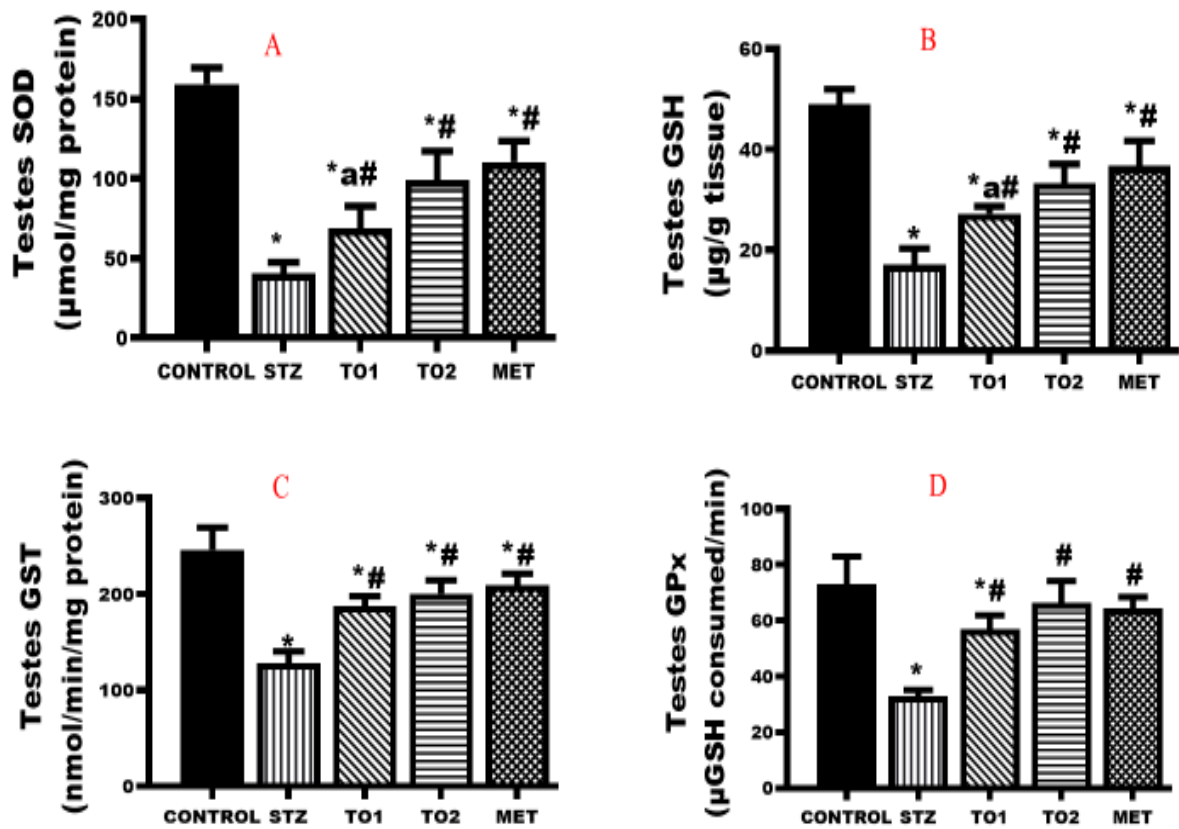 A
Testes SOD
(µmol/mg protein)
200
150
100
50
0
*
*a#
*#
*#
CONTROL STZ TO1 TO2 MET
B
Testes GSH
(µg/g tissue)
60
40
20
0
*
*a#
*#
*#
CONTROL STZ TO1 TO2 MET
C
Testes GST
(nmol/min/mg protein)
300
200
100
0
*
*#
*#
*#
CONTROL STZ TO1 TO2 MET
D
Testes GPx
(µGSH consumed/min)
100
80
60
40
20
0
*
*#
#
#
CONTROL STZ TO1 TO2 MET